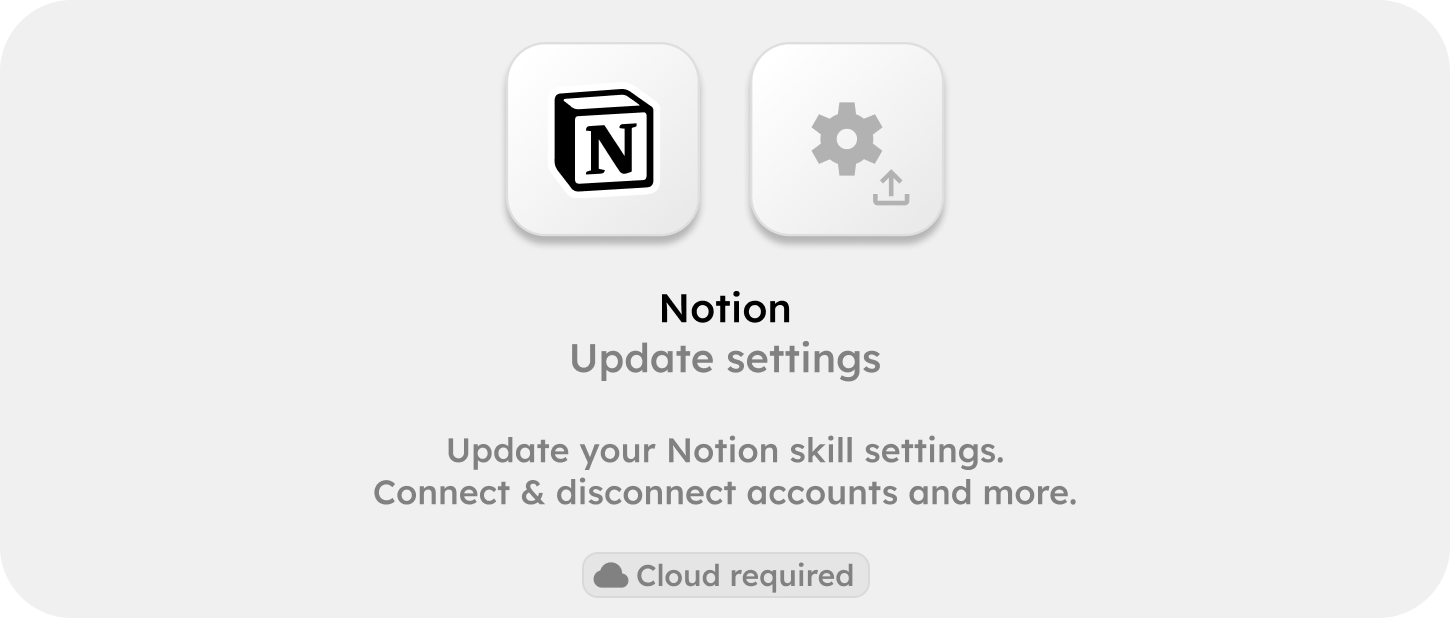 N
Notion
Update settings
Update your Notion skill settings.
Connect & disconnect accounts and more.
Cloud required